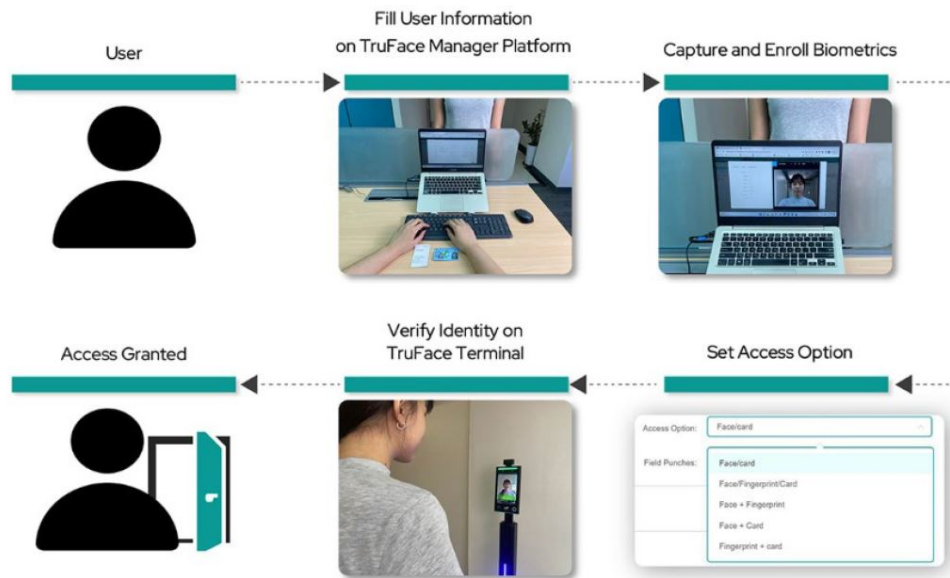 User
Fill User Information
on TruFace Manager Platform
Capture and Enroll Biometrics
Access Granted
Verify Identity on
TruFace Terminal
Set Access Option
Access Option:
Face/card
Field Punches:
Face/card
Face/Fingerprint/Card
Face + Fingerprint
Face + Card
Fingerprint + card